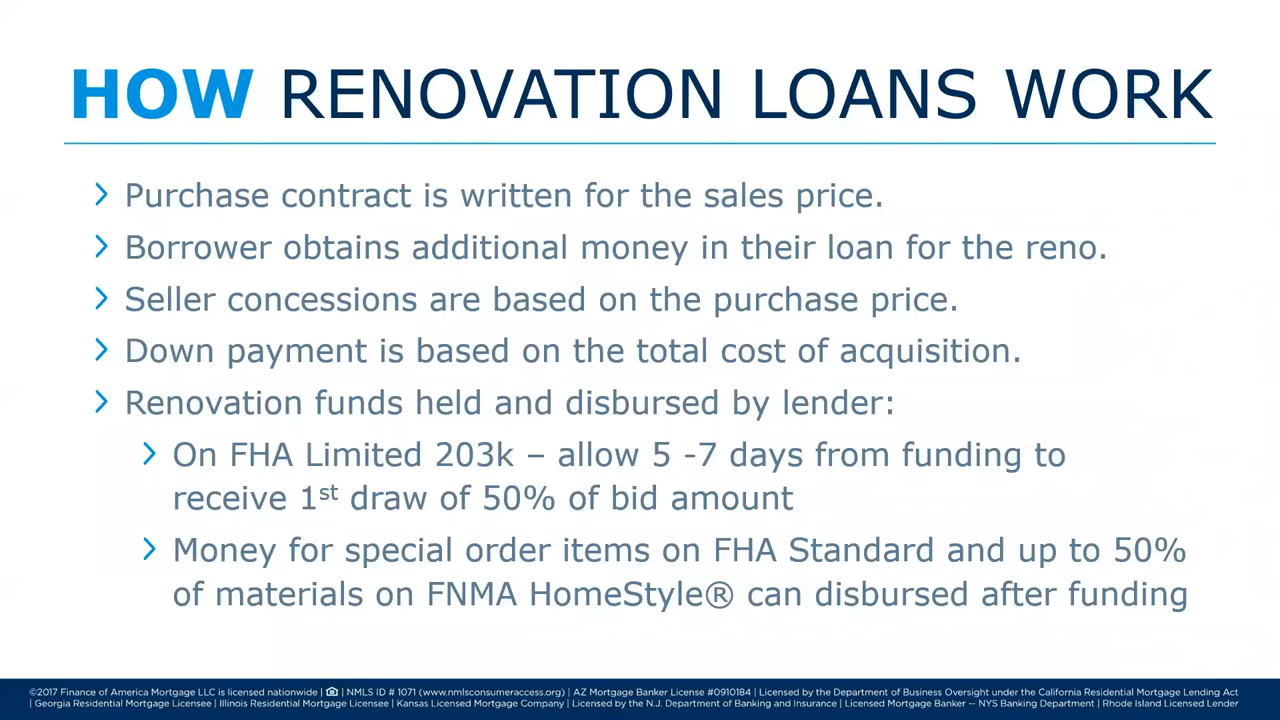 HOW RENOVATION LOANS WORK
Purchase contract is written for the sales price.
Borrower obtains additional money in their loan for the reno.
Seller concessions are based on the purchase price.
Down payment is based on the total cost of acquisition.
Renovation funds held and disbursed by lender:
On FHA Limited 203k – allow 5 -7 days from funding to
receive 1st draw of 50% of bid amount
Money for special order items on FHA Standard and up to 50%
of materials on FNMA HomeStyle® can disbursed after funding
©2017 Finance of America Mortgage LLC is licensed nationwide | | NMLS ID # 1071 (www.nmlsconsumeraccess.org) | AZ Mortgage Banker License #0910184 | Licensed by the Department of Business Oversight under the California Residential Mortgage Lending Act
| Georgia Residential Mortgage Licensee | Illinois Residential Mortgage Licensee | Kansas Licensed Mortgage Company | Licensed by the N.J. Department of Banking and Insurance | Licensed Mortgage Banker -- NYS Banking Department | Rhode Island Licensed Lender